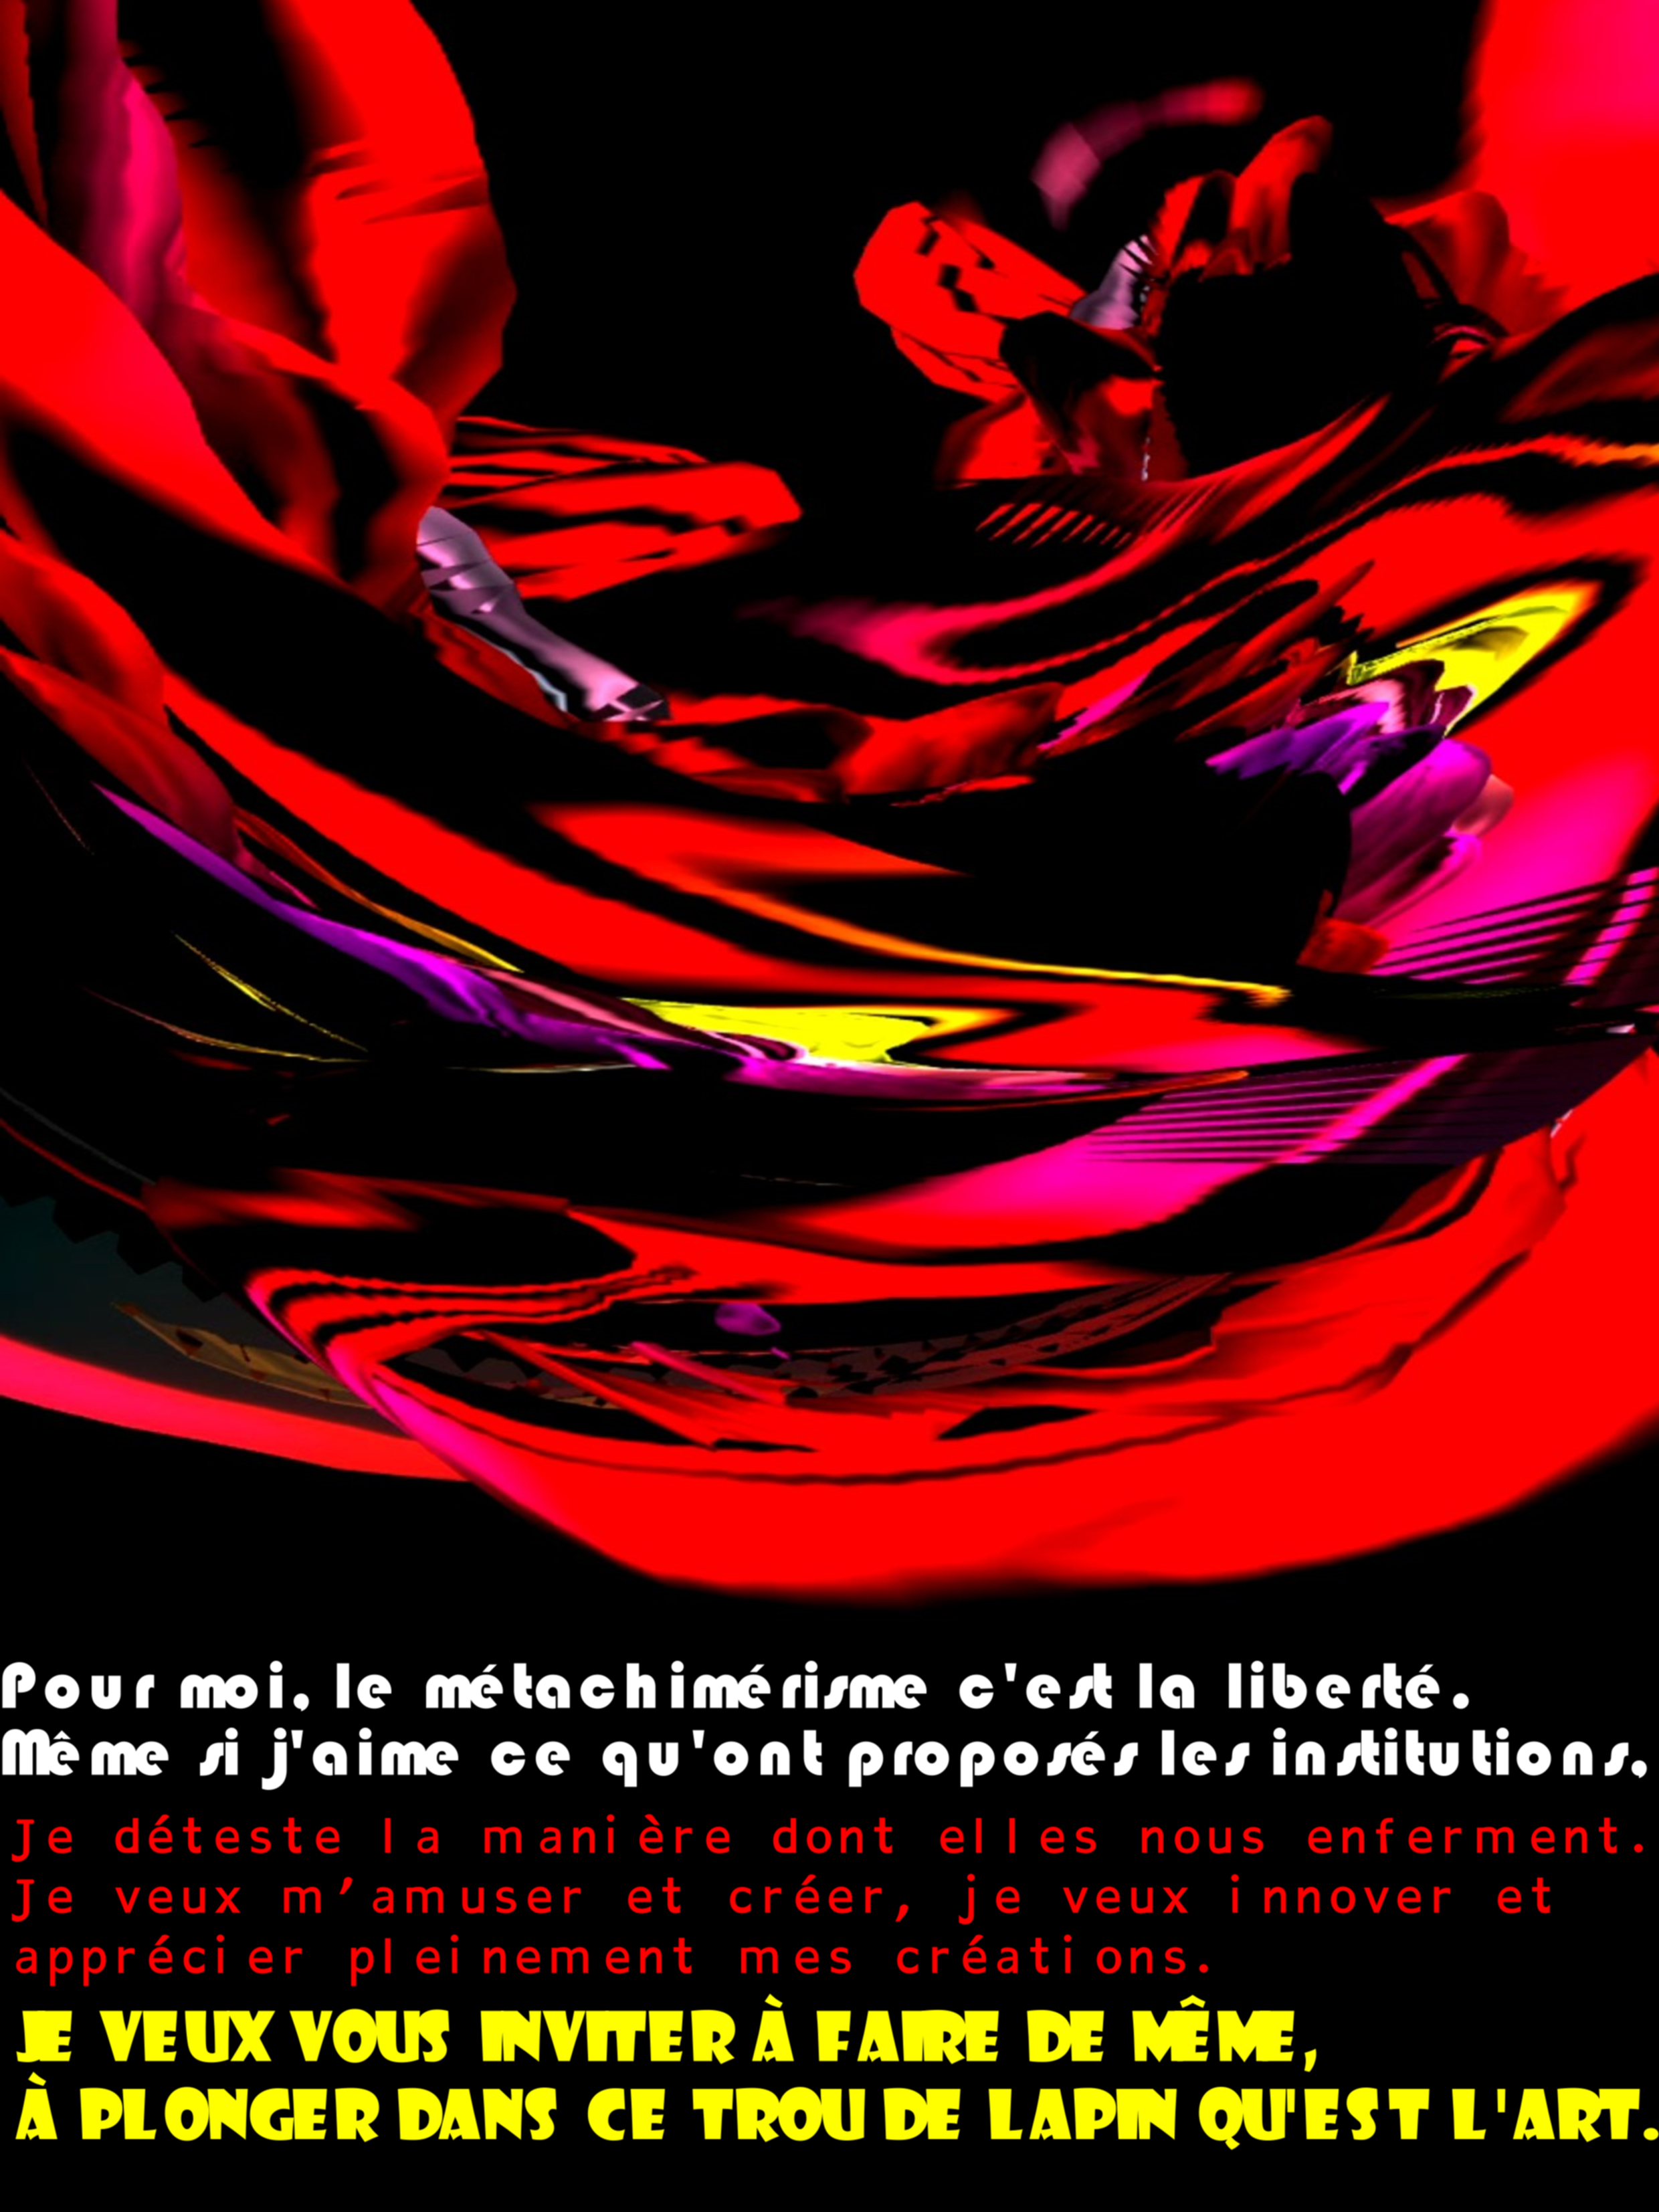 Pour moi, le métachimérisme c'est la liberté.
Même si j'aime ce qu'ont proposés les institutions,
Je déteste la manière dont elles nous enferment.
Je veux m’amuser et créer, je veux innover et
apprécier pleinement mes créations.
JE VEUX VOUS INVITER À FAIRE DE MÊME,
À PLONGER DANS CE TROU DE LAPIN QU'EST L'ART.